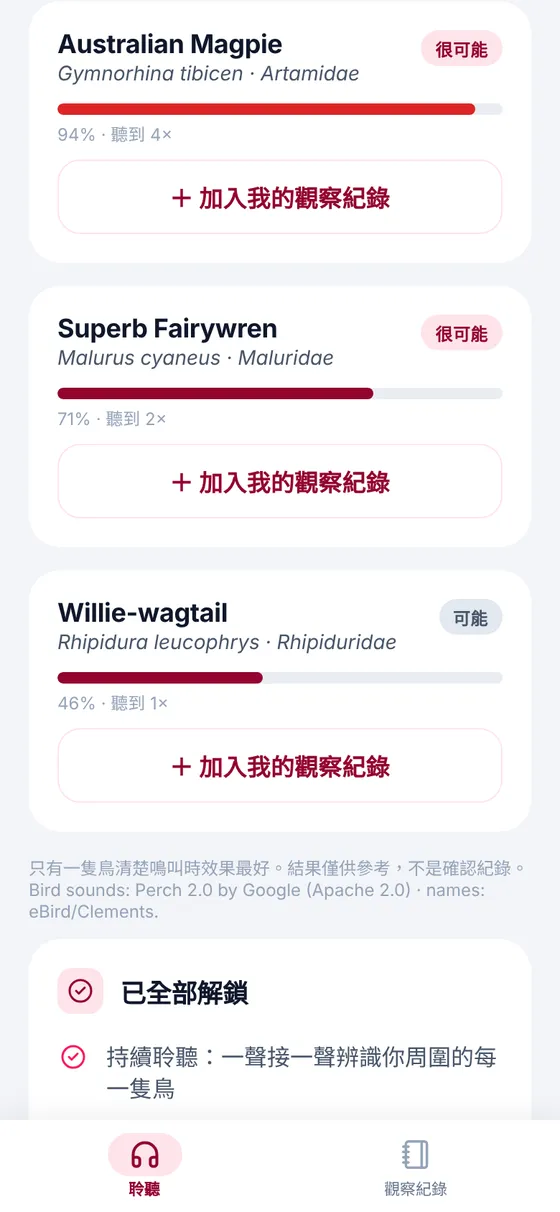 Australian Magpie
很可能
Gymnorhina tibicen · Artamidae
94% · 聽到 4×
+ 加入我的觀察紀錄
Superb Fairywren
很可能
Malurus cyaneus · Maluridae
71% · 聽到 2×
+ 加入我的觀察紀錄
Willie-wagtail
可能
Rhipidura leucophrys · Rhipiduridae
46% · 聽到 1×
+ 加入我的觀察紀錄
只有一隻鳥清楚鳴叫時效果最好。結果僅供參考，不是確認紀錄。
Bird sounds: Perch 2.0 by Google (Apache 2.0) · names:
eBird/Clements.
已全部解鎖
持續聆聽：一聲接一聲辨識你周圍的每
一隻鳥
聆聽
觀察紀錄